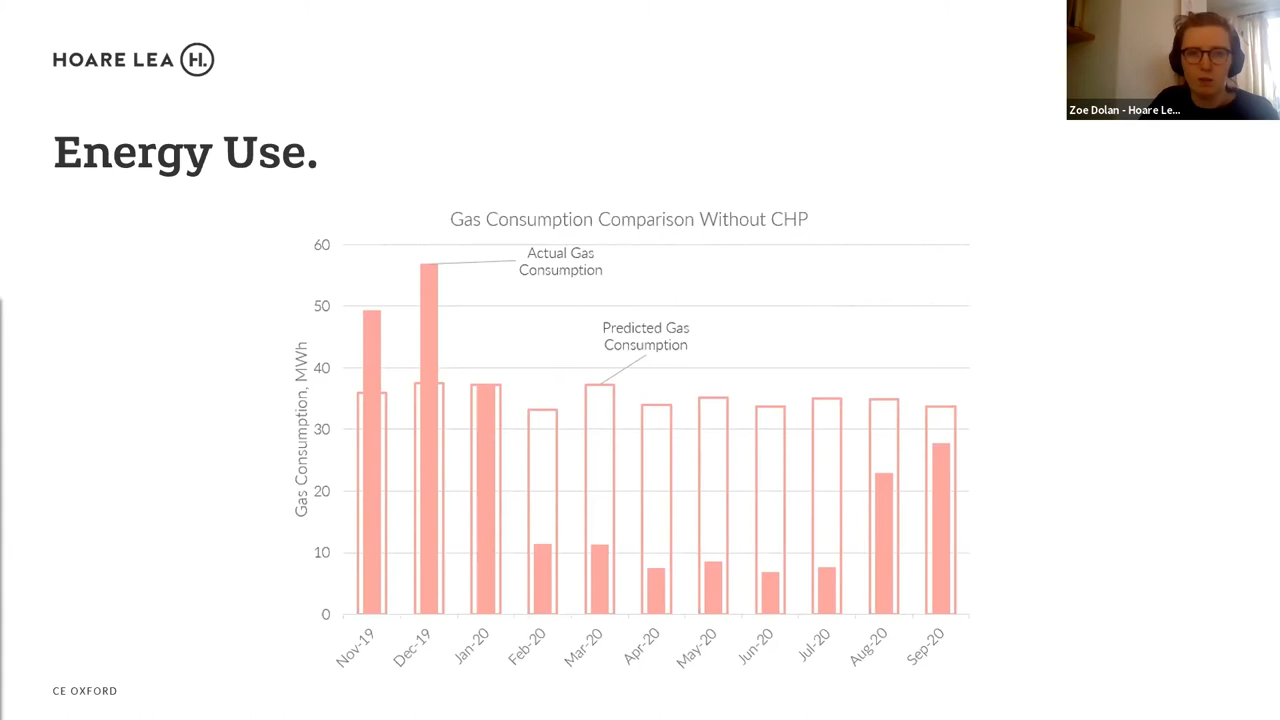 HOARE LEA H.
Zoe Dolan - Hoare Le...
Energy Use.
Gas Consumption Comparison Without CHP
Actual Gas
Consumption
Predicted Gas
Consumption
Gas Consumption, MWh
60
50
40
30
20
10
0
Nov-19
Dec-19
Jan-20
Feb-20
Mar-20
Apr-20
May-20
Jun-20
Jul-20
Aug-20
Sep-20
CE OXFORD